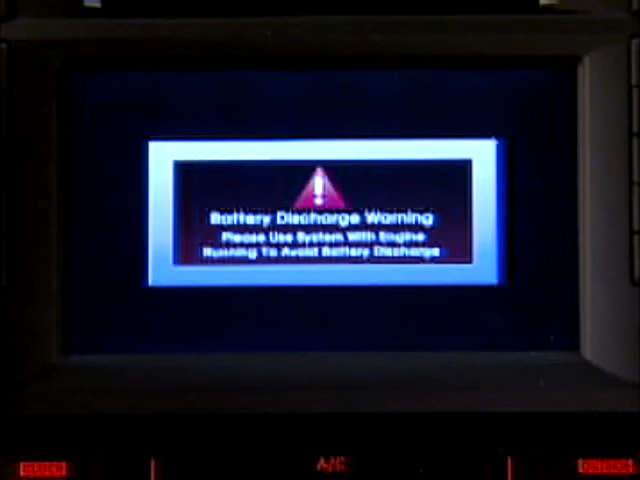 Battery Discharge Warning
Please Use System With Engine
Running To Avoid Battery Discharge